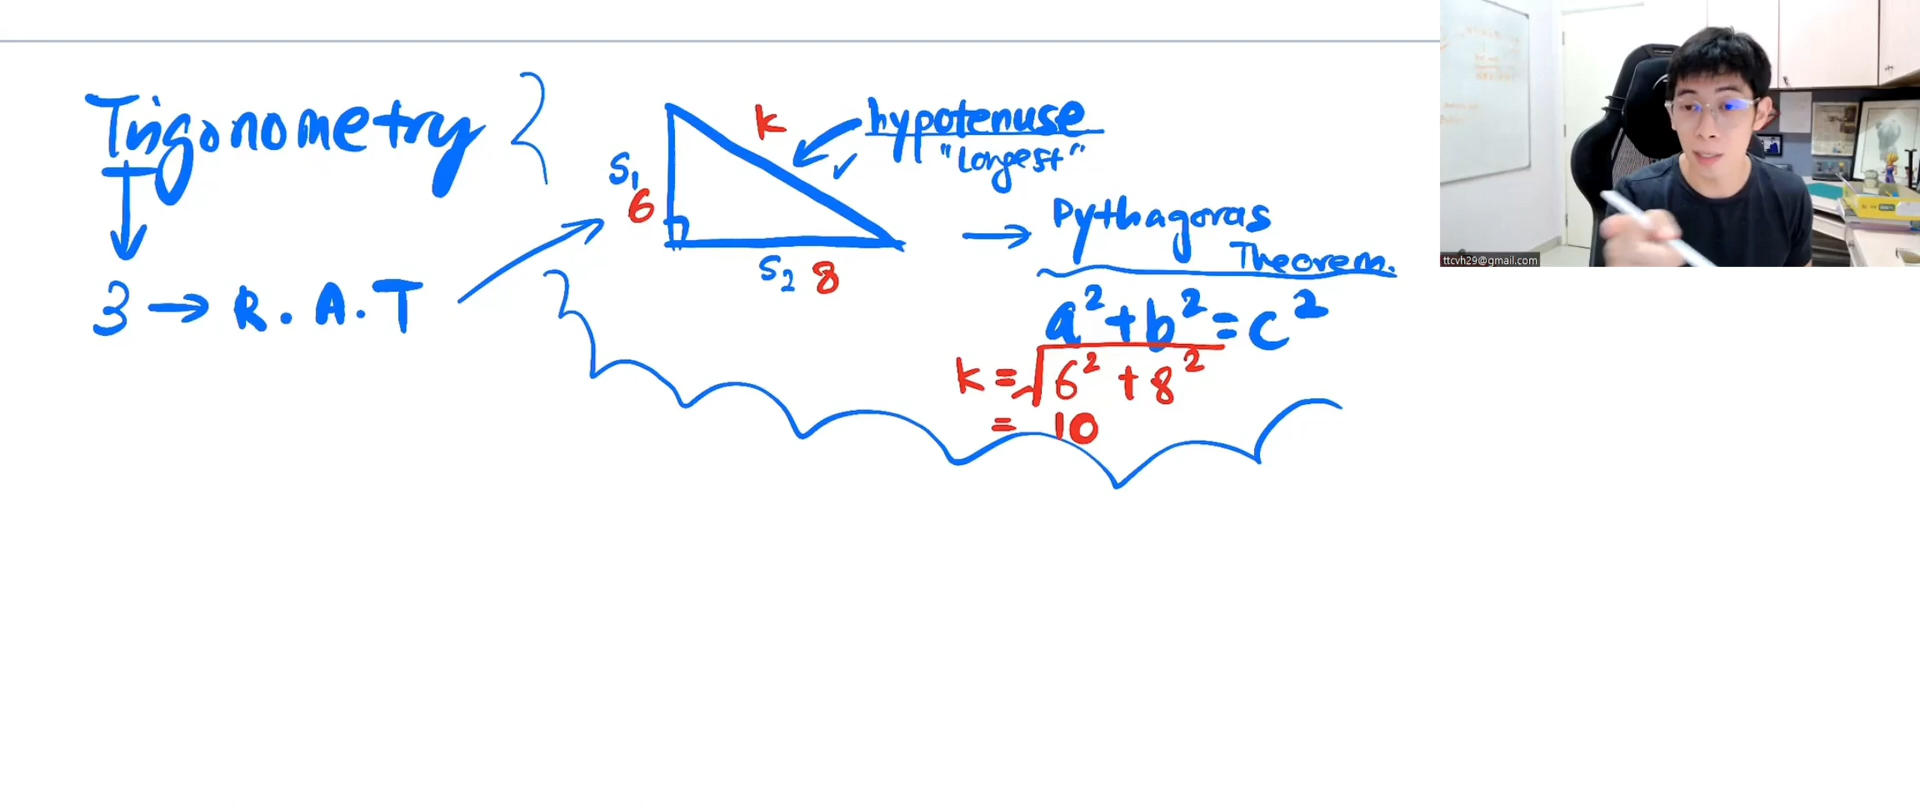 Trigonometry
3 → R.A.T
k
S₁
6
S₂ 8
hypotenuse
"Longest"
→ Pythagoras
Theorem.
a² + b² = c²
k = √6² + 8²
= 10
ttcvh29@gmail.com